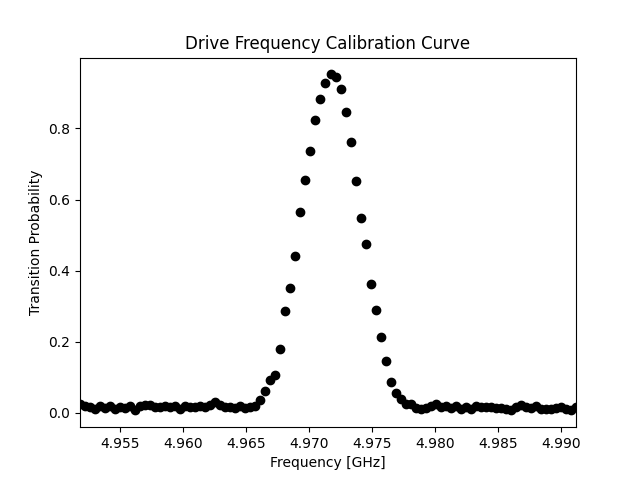 Drive Frequency Calibration Curve
Transition Probability
0.8
0.6
0.4
0.2
0.0
4.955 4.960 4.965 4.970 4.975 4.980 4.985 4.990
Frequency [GHz]